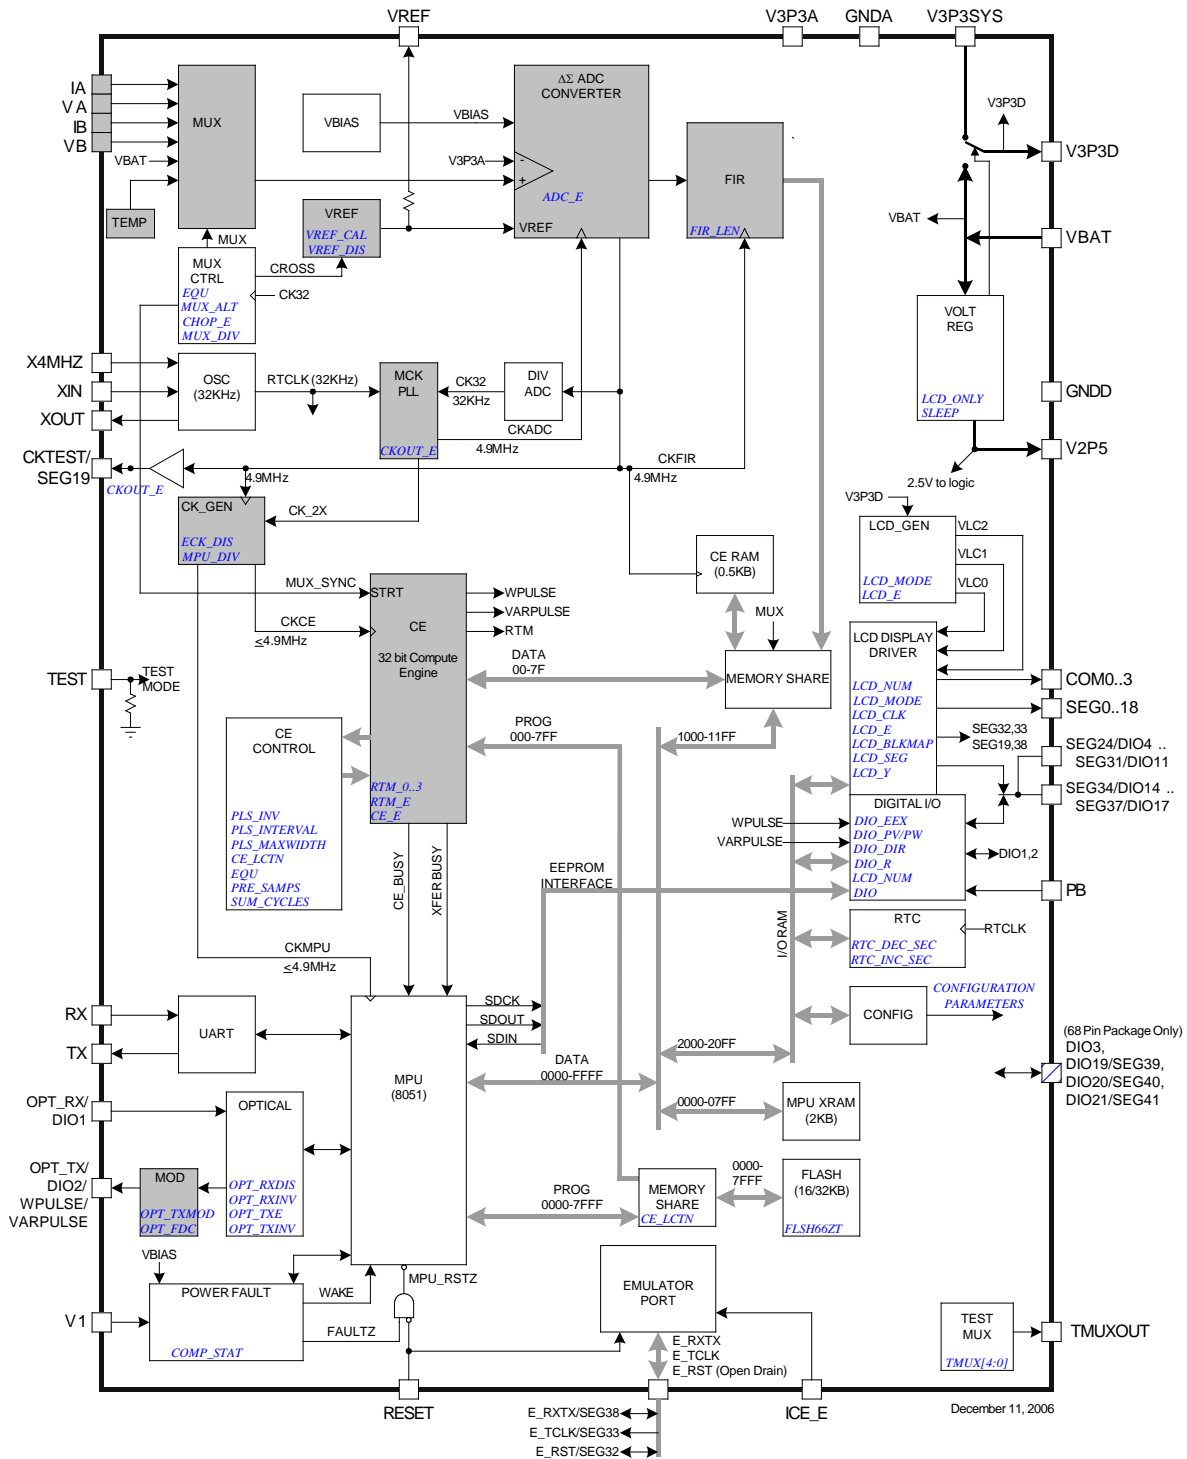 VREF
V3P3A
GNDA
V3P3SYS
IA
VA
IB
VB
VBAT
TEMP
MUX
VBIAS
VBIAS
V3P3A
ΔΣ ADC
CONVERTER
-
+
ADC_E
VREF
FIR
FIR_LEN
V3P3D
V3P3D
VBAT
VBAT
VREF
VREF_CAL
VREF_DIS
MUX
MUX
CTRL
EQU
MUX_ALT
CHOP_E
MUX_DIV
CROSS
CK32
VOLT
REG
LCD_ONLY
SLEEP
X4MHZ
XIN
XOUT
OSC
(32KHz)
RTCLK (32KHz)
MCK
PLL
CKOUT_E
CK32
32KHz
DIV
ADC
CKADC
4.9MHz
GNDD
V2P5
2.5V to logic
CKTEST/
SEG19
CKOUT_E
4.9MHz
CKFIR
4.9MHz
CK_GEN
ECK_DIS
MPU_DIV
CK_2X
V3P3D
LCD_GEN
LCD_MODE
LCD_E
VLC2
VLC1
VLC0
CE RAM
(0.5KB)
MUX_SYNC
STRT
CE
32 bit Compute
Engine
RTM_0..3
RTM_E
CE_E
WPULSE
VARPULSE
RTM
CKCE
≤4.9MHz
MUX
DATA
00-7F
MEMORY SHARE
LCD DISPLAY
DRIVER
LCD_NUM
LCD_MODE
LCD_CLK
LCD_E
LCD_BLKMAP
LCD_SEG
LCD_Y
TEST
TEST
MODE
COM0..3
SEG0..18
SEG32,33
SEG19,38
SEG24/DIO4 ..
SEG31/DIO11
SEG34/DIO14 ..
SEG37/DIO17
CE
CONTROL
PLS_INV
PLS_INTERVAL
PLS_MAXWIDTH
CE_LCTN
EQU
PRE_SAMPS
SUM_CYCLES
PROG
000-7FF
1000-11FF
DIGITAL I/O
DIO_EEX
DIO_PV/PW
DIO_DIR
DIO_R
LCD_NUM
DIO
WPULSE
VARPULSE
DIO1,2
PB
CE_BUSY
XFER BUSY
EEPROM
INTERFACE
I/O RAM
RTC
RTC_DEC_SEC
RTC_INC_SEC
RTCLK
CKMPU
≤4.9MHz
RX
TX
UART
MPU
(8051)
SDCK
SDOUT
SDIN
DATA
0000-FFFF
2000-20FF
CONFIG
CONFIGURATION
PARAMETERS
(68 Pin Package Only)
DIO3,
DIO19/SEG39,
DIO20/SEG40,
DIO21/SEG41
0000-07FF
MPU XRAM
(2KB)
OPT_RX/
DIO1
OPTICAL
OPT_RXDIS
OPT_RXINV
OPT_TXE
OPT_TXINV
OPT_TX/
DIO2/
WPULSE/
VARPULSE
MOD
OPT_TXMOD
OPT_FDC
PROG
0000-7FFF
MEMORY
SHARE
CE_LCTN
0000-
7FFF
FLASH
(16/32KB)
FLSH66ZT
VBIAS
V1
POWER FAULT
COMP_STAT
WAKE
FAULTZ
MPU_RSTZ
EMULATOR
PORT
E_RXTX
E_TCLK
E_RST (Open Drain)
TEST
MUX
TMUX[4:0]
TMUXOUT
RESET
ICE_E
December 11, 2006
E_RXTX/SEG38
E_TCLK/SEG33
E_RST/SEG32